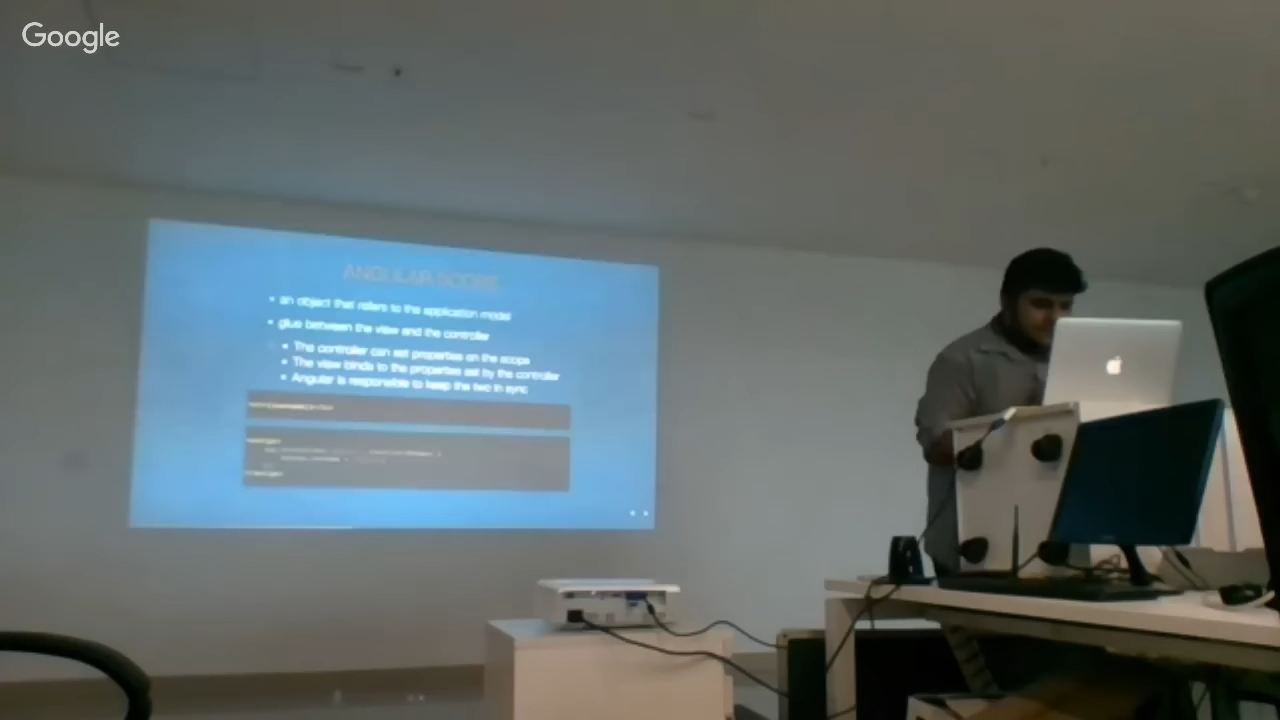 Google
ANGULAR SCOPE
an object that refers to the application model
glue between the view and the controller
The controller can set properties on the scope
The view binds to the properties set by the controller
Angular is responsible to keep the two in sync